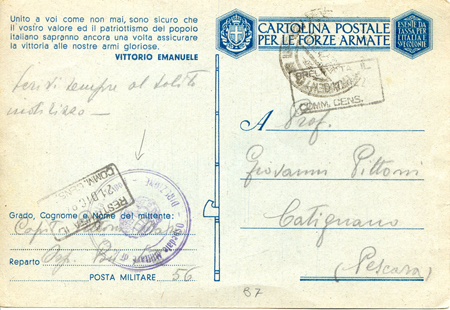 Unito a voi come non mai, sono sicuro che
il vostro valore ed il patriottismo del popolo
italiano sapranno ancora una volta assicurare
la vittoria alle nostre armi gloriose.
VITTORIO EMANUELE
CARTOLINA POSTALE
PER LE FORZE ARMATE
ESENTE DA
TASSA PER
L'ITALIA E
SUE COLONIE
Scrivi sempre al solito
indirizzo
COMM. CENS.
COMM. CENS.
A Prof.
Giovanni Pittoni
Catignano
(Pescara)
Grado, Cognome e Nome del mittente:
Reparto
POSTA MILITARE 56
87